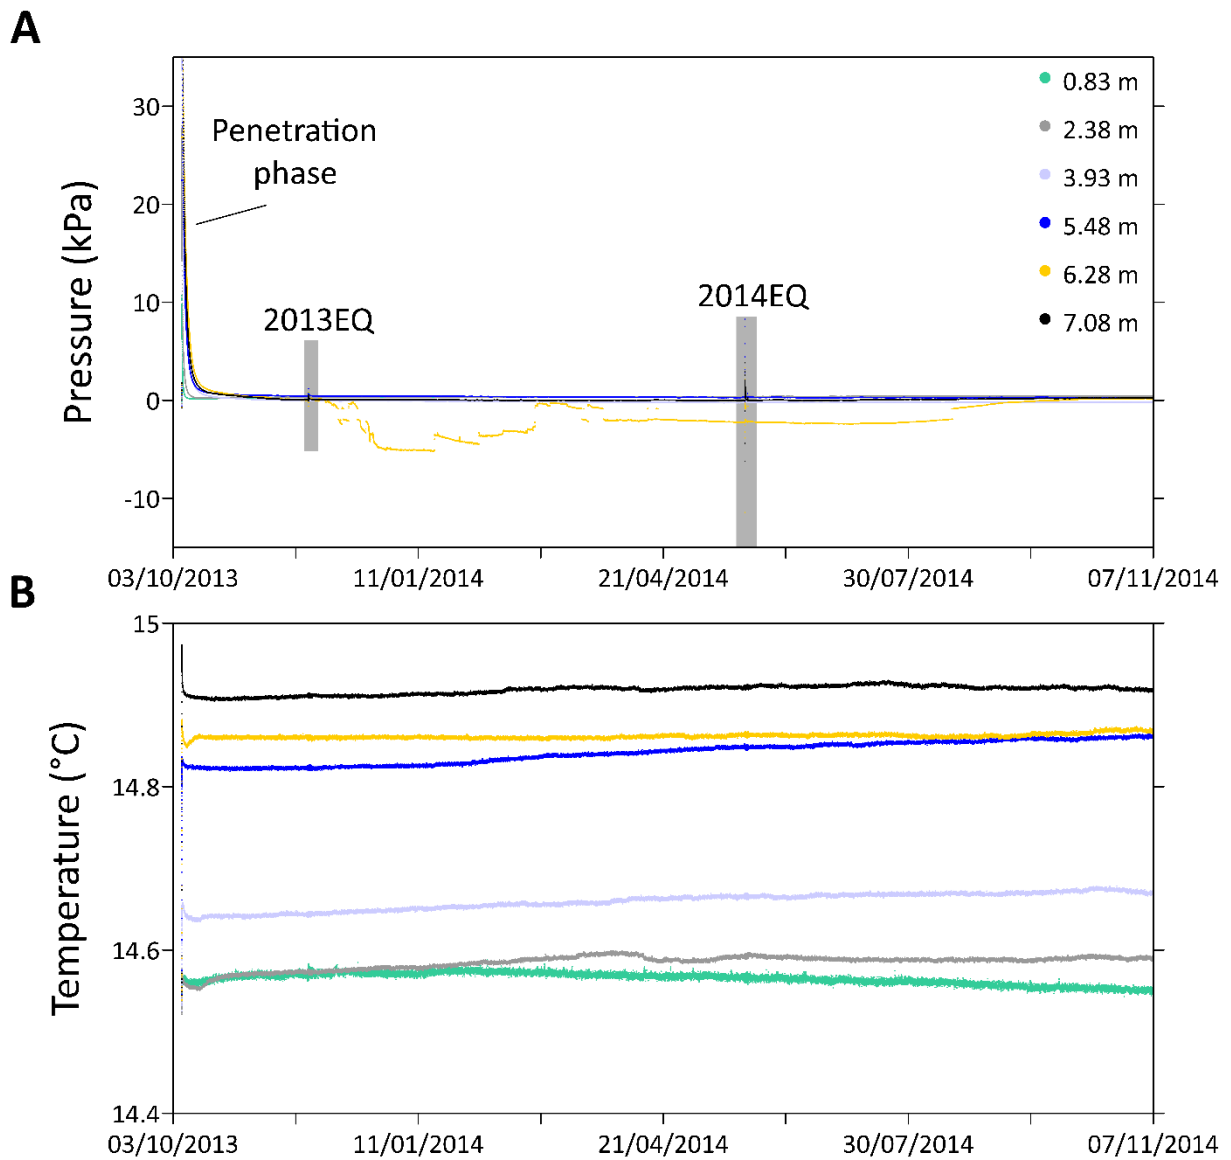 A
Pressure (kPa)
30
20
10
0
-10
Penetration
phase
2013EQ
2014EQ
0.83 m
2.38 m
3.93 m
5.48 m
6.28 m
7.08 m
03/10/2013 11/01/2014 21/04/2014 30/07/2014 07/11/2014
B
Temperature (°C)
15
14.8
14.6
14.4
03/10/2013 11/01/2014 21/04/2014 30/07/2014 07/11/2014